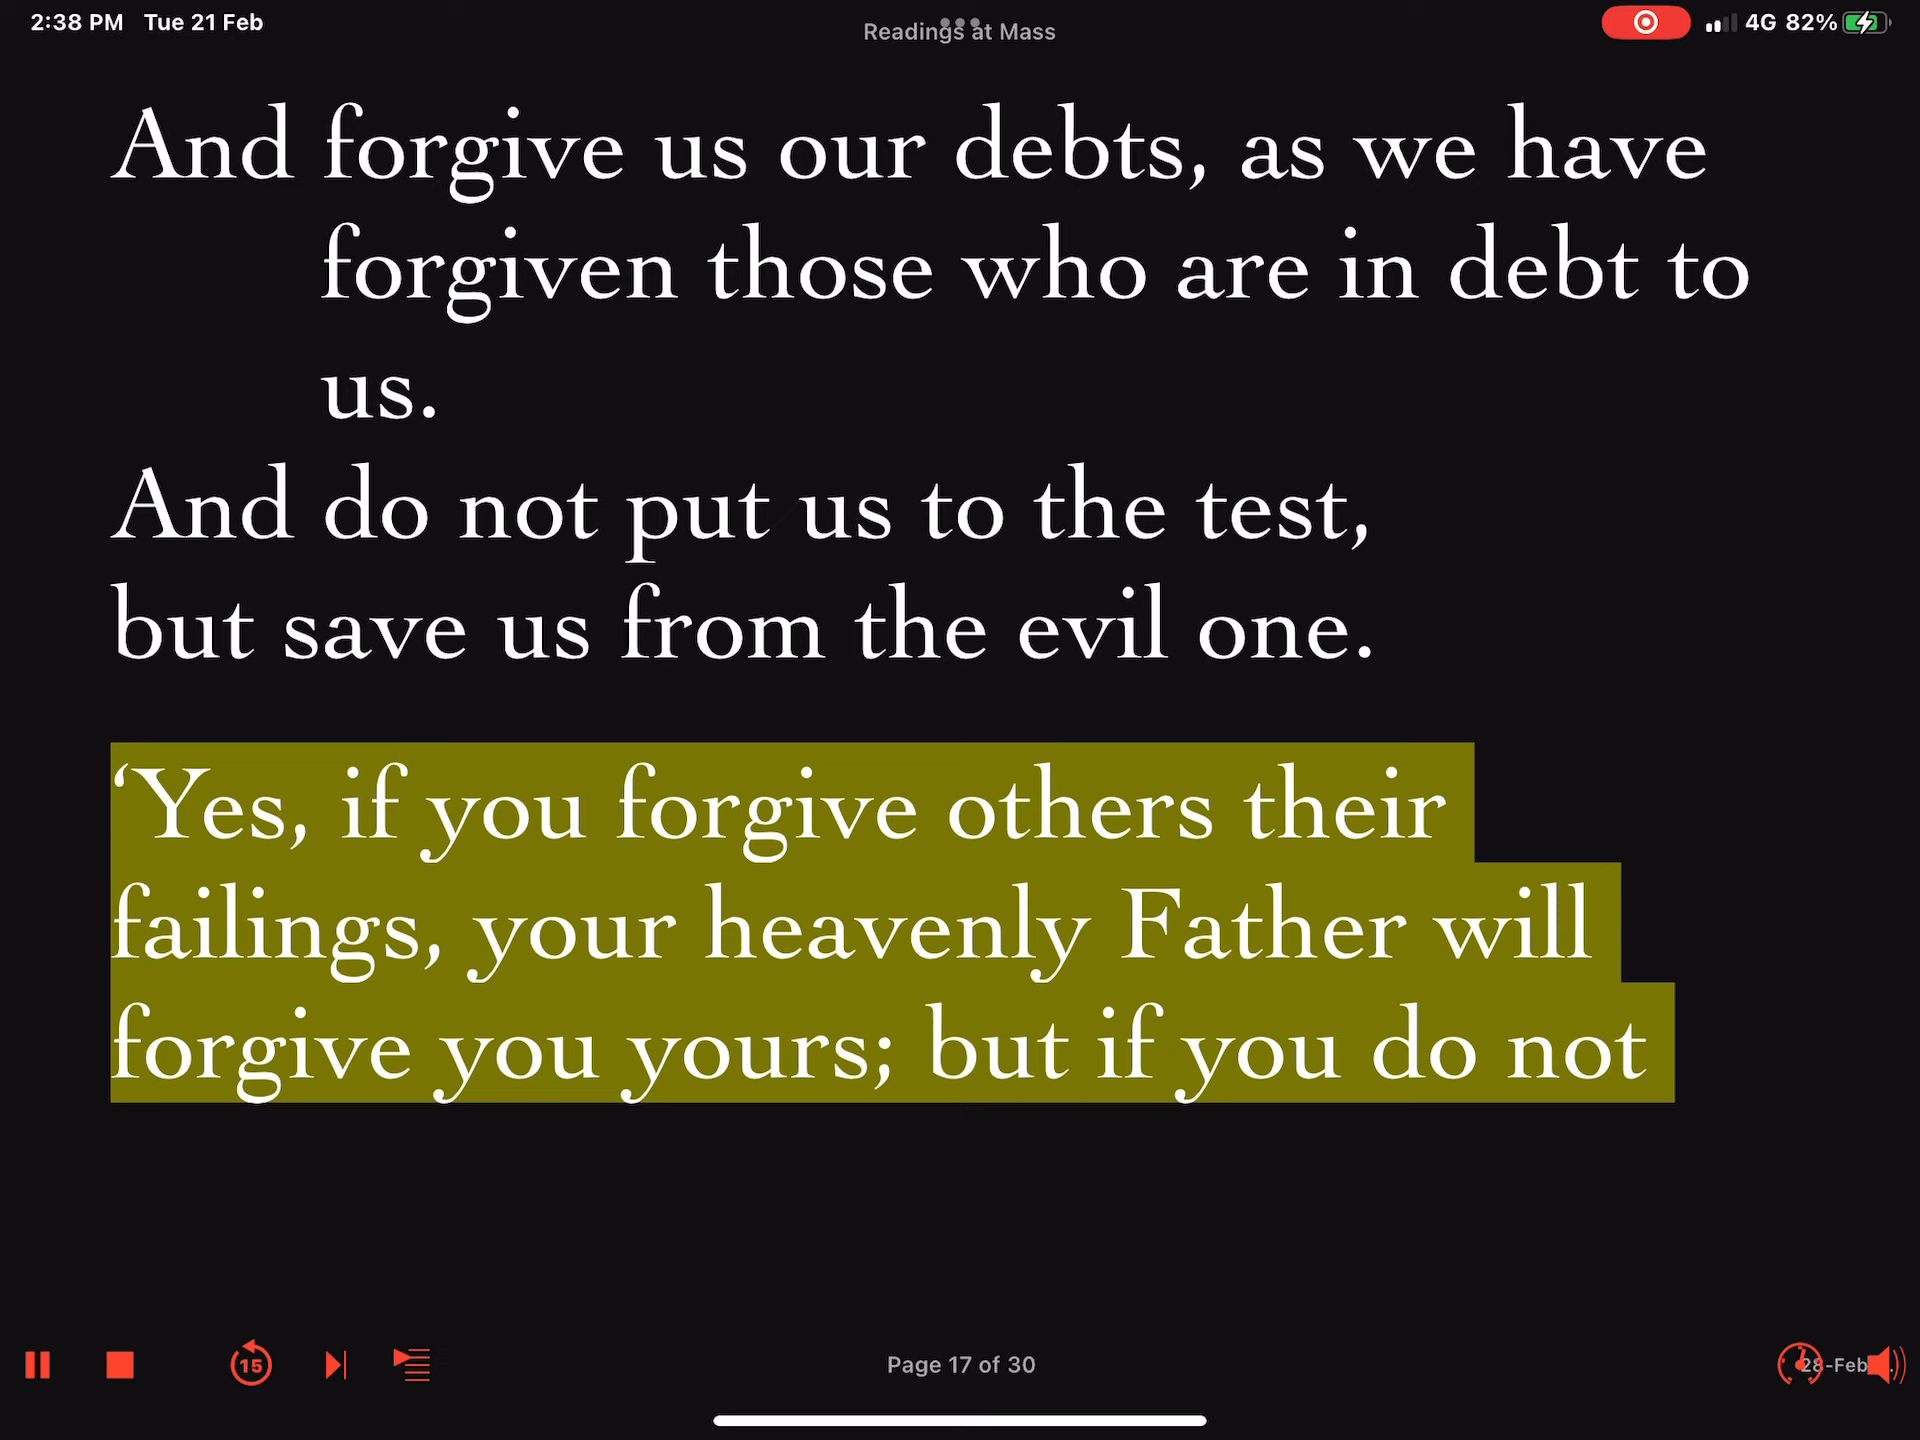 2:38 PM Tue 21 Feb
Readings at Mass
4G 82%
And forgive us our debts, as we have
forgiven those who are in debt to
us.
And do not put us to the test,
but save us from the evil one.
‘Yes, if you forgive others their
failings, your heavenly Father will
forgive you yours; but if you do not
15
Page 17 of 30
28-Feb